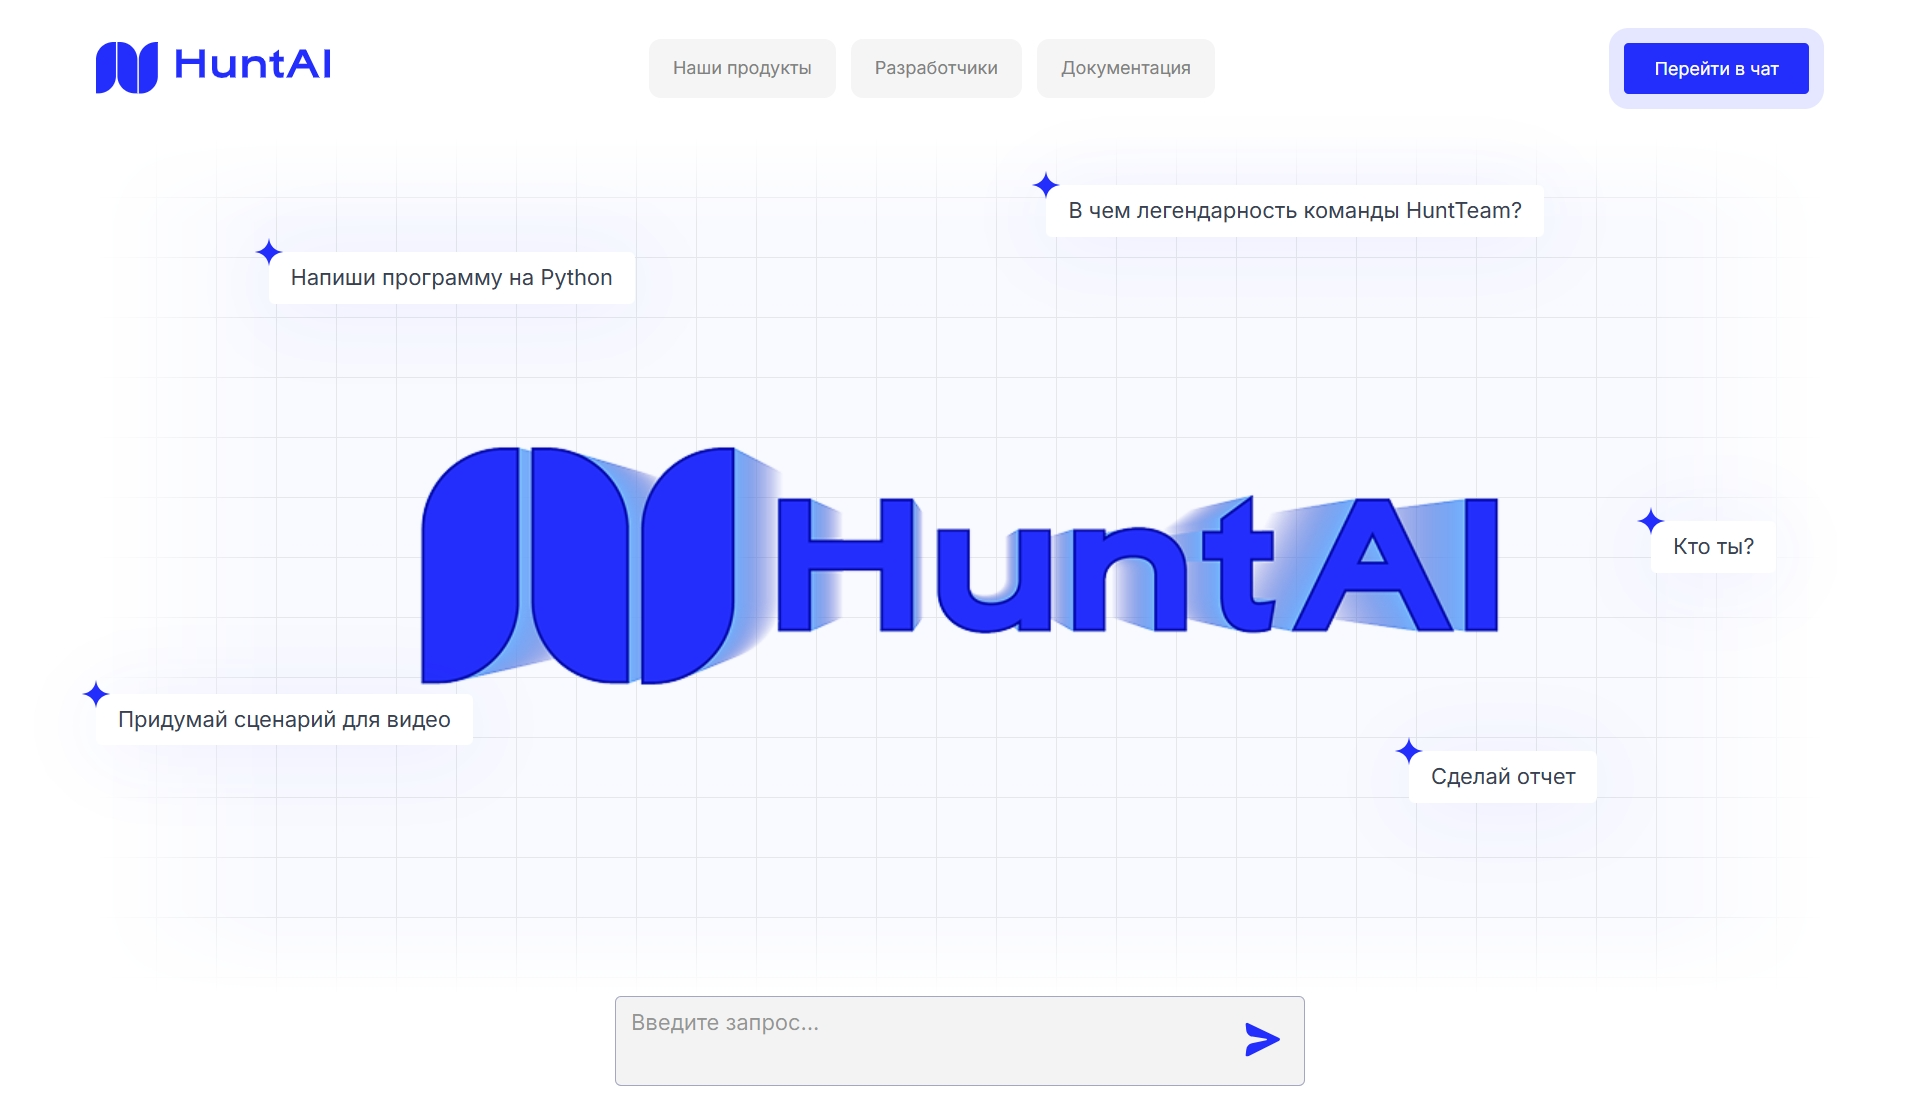 HuntAI
Наши продукты
Разработчики
Документация
Перейти в чат
В чем легендарность команды HuntTeam?
Напиши программу на Python
HuntAI
Кто ты?
Придумай сценарий для видео
Сделай отчет
Введите запрос...